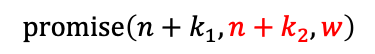 promise(𝑛 + 𝑘₁, 𝑛 + 𝑘₂, 𝑤)